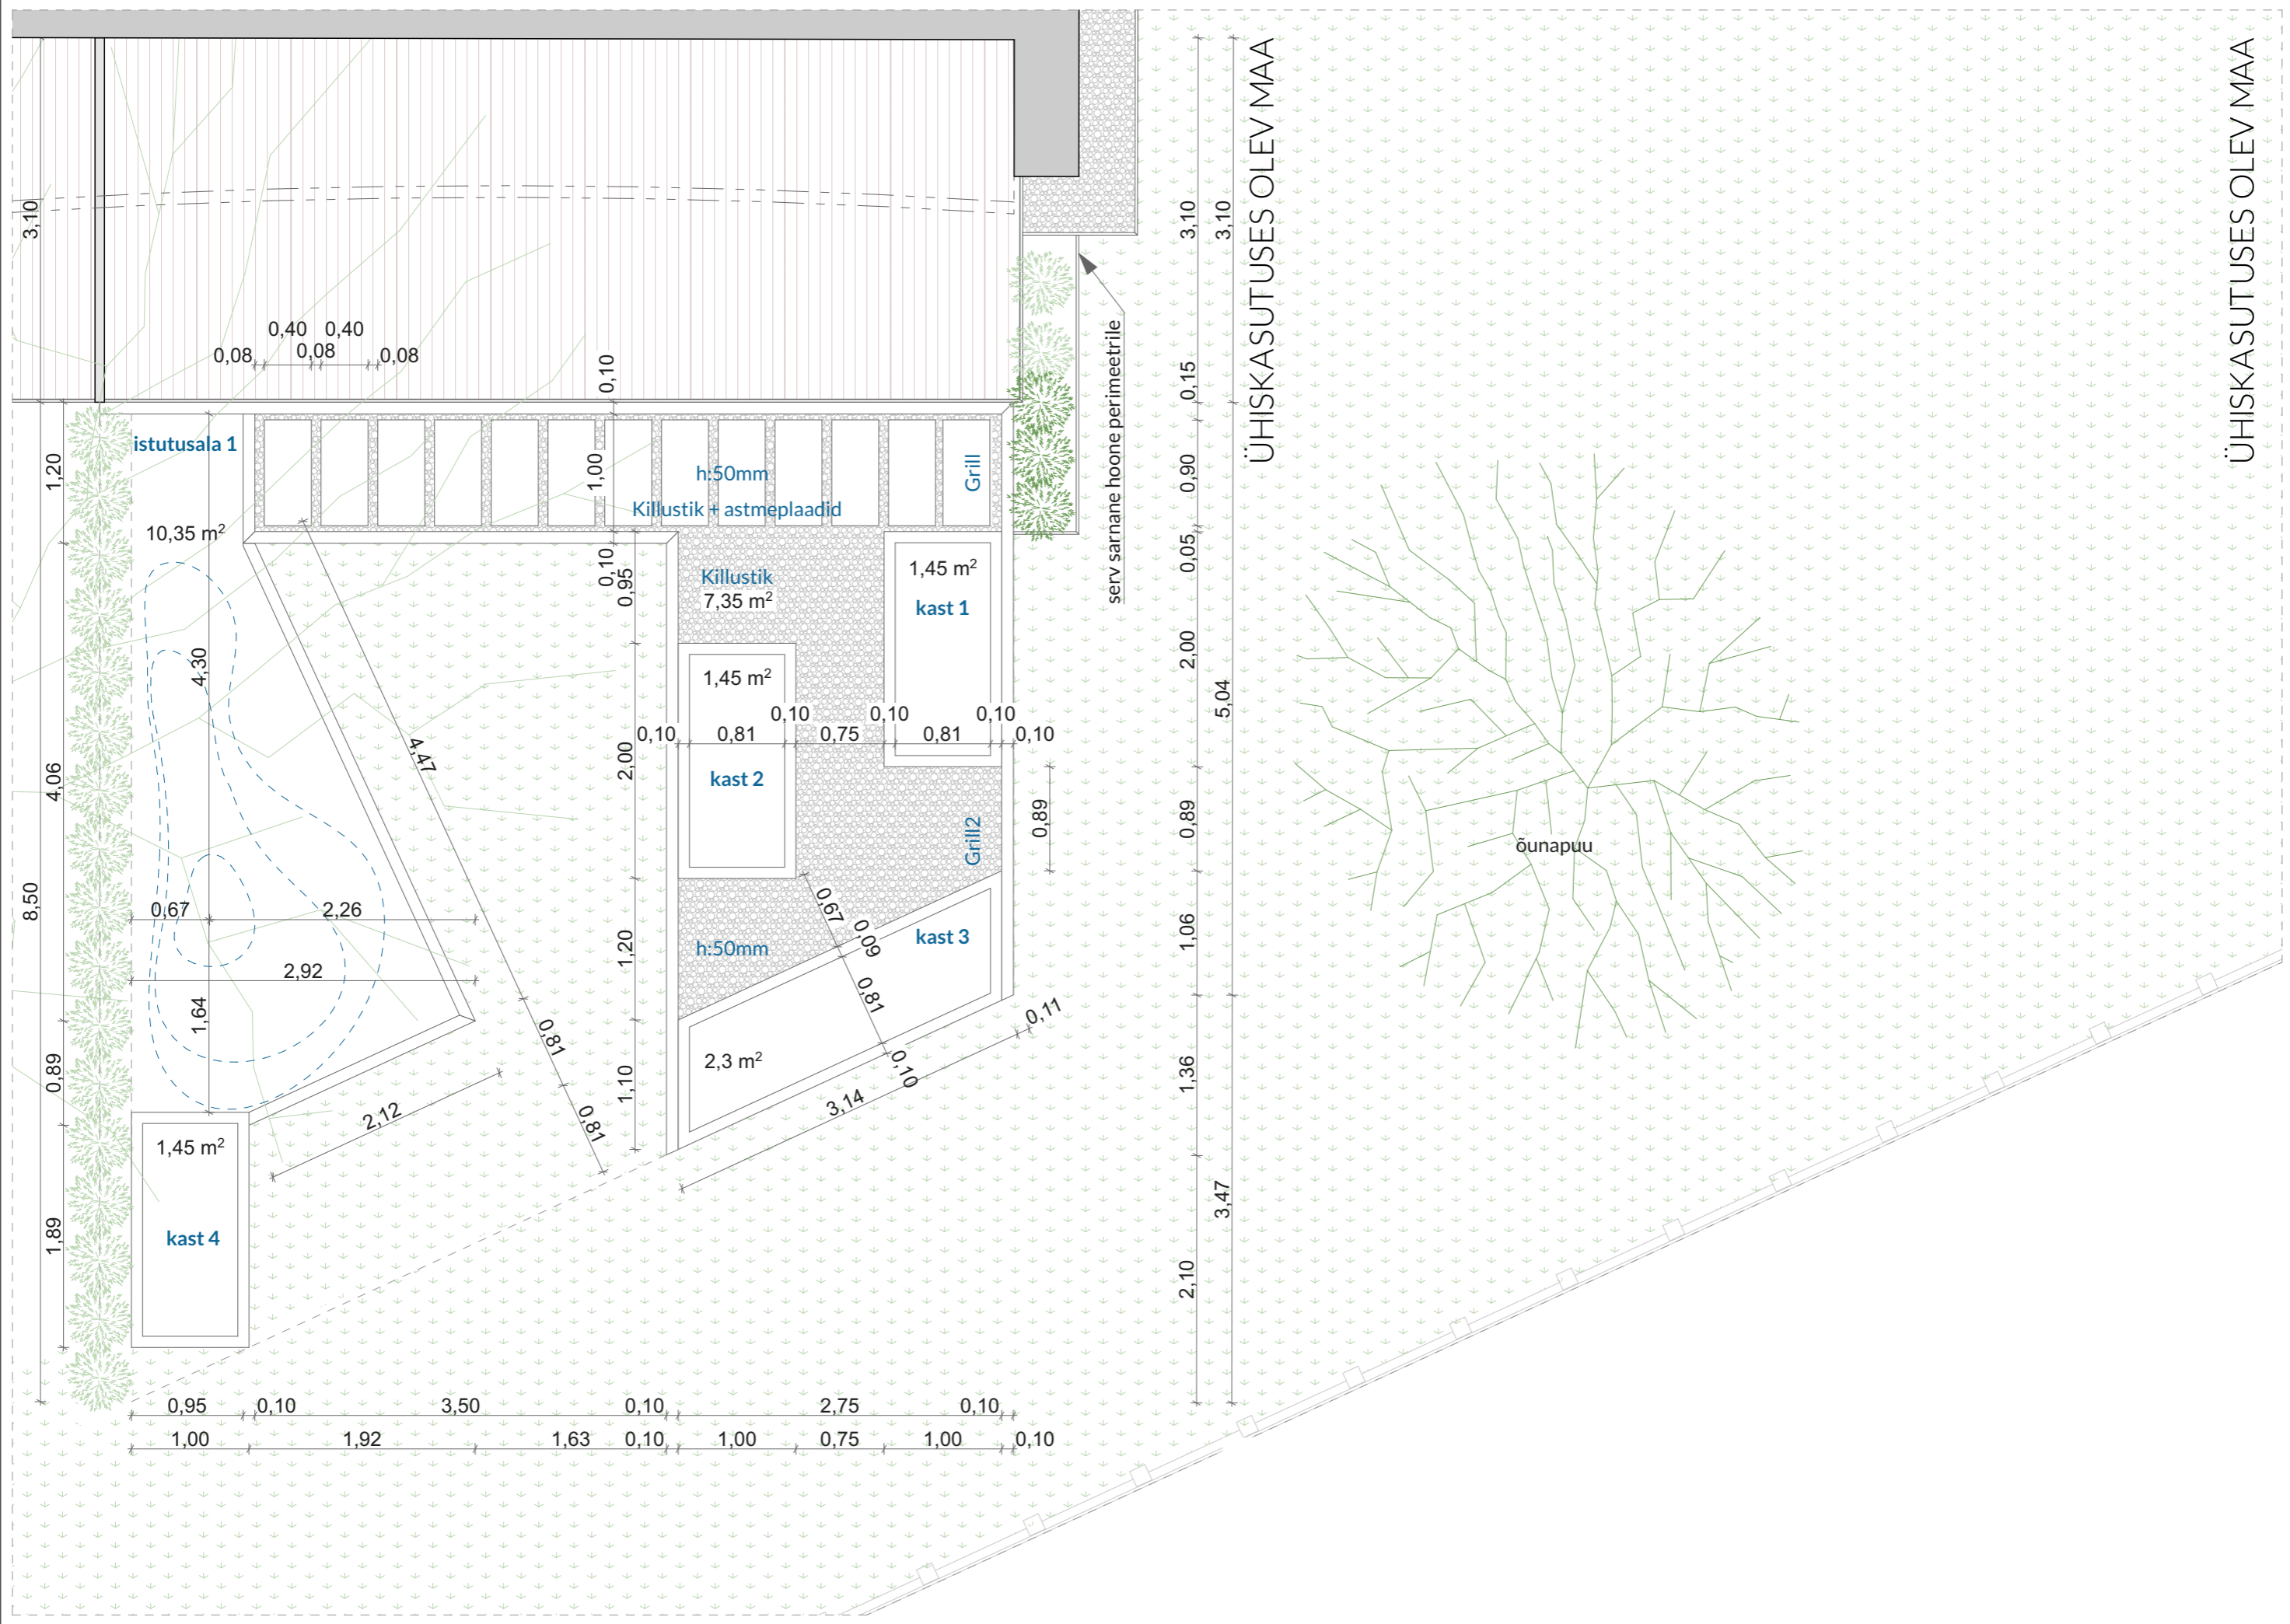 ÜHISKASUTUSES OLEV MAA
ÜHISKASUTUSES OLEV MAA
3,10
3,10
3,10
0,40 0,40
0,08 0,08 0,08
0,10
serv sarnane hoone perimetrile
0,15
istutusala 1
1,20
1,00
h:50mm
Grill
0,90
Killustik + astmeplaadid
10,35 m²
0,10
0,95
Killustik
7,35 m²
1,45 m²
kast 1
0,05
4,30
1,45 m²
2,00
5,04
0,10 0,10 0,10
0,10 0,81 0,75 0,81 0,10
4,47
2,00
kast 2
4,06
0,89
0,89
Grill2
õunapuu
8,50
0,67 2,26
0,67
0,09
kast 3
1,20
h:50mm
1,06
2,92
1,64
0,81
0,11
0,81
2,3 m²
0,10
1,10
0,89
1,36
3,14
2,12
0,81
1,45 m²
kast 4
1,89
3,47
2,10
0,95 0,10 3,50 0,10 2,75 0,10
1,00 1,92 1,63 0,10 1,00 0,75 1,00 0,10